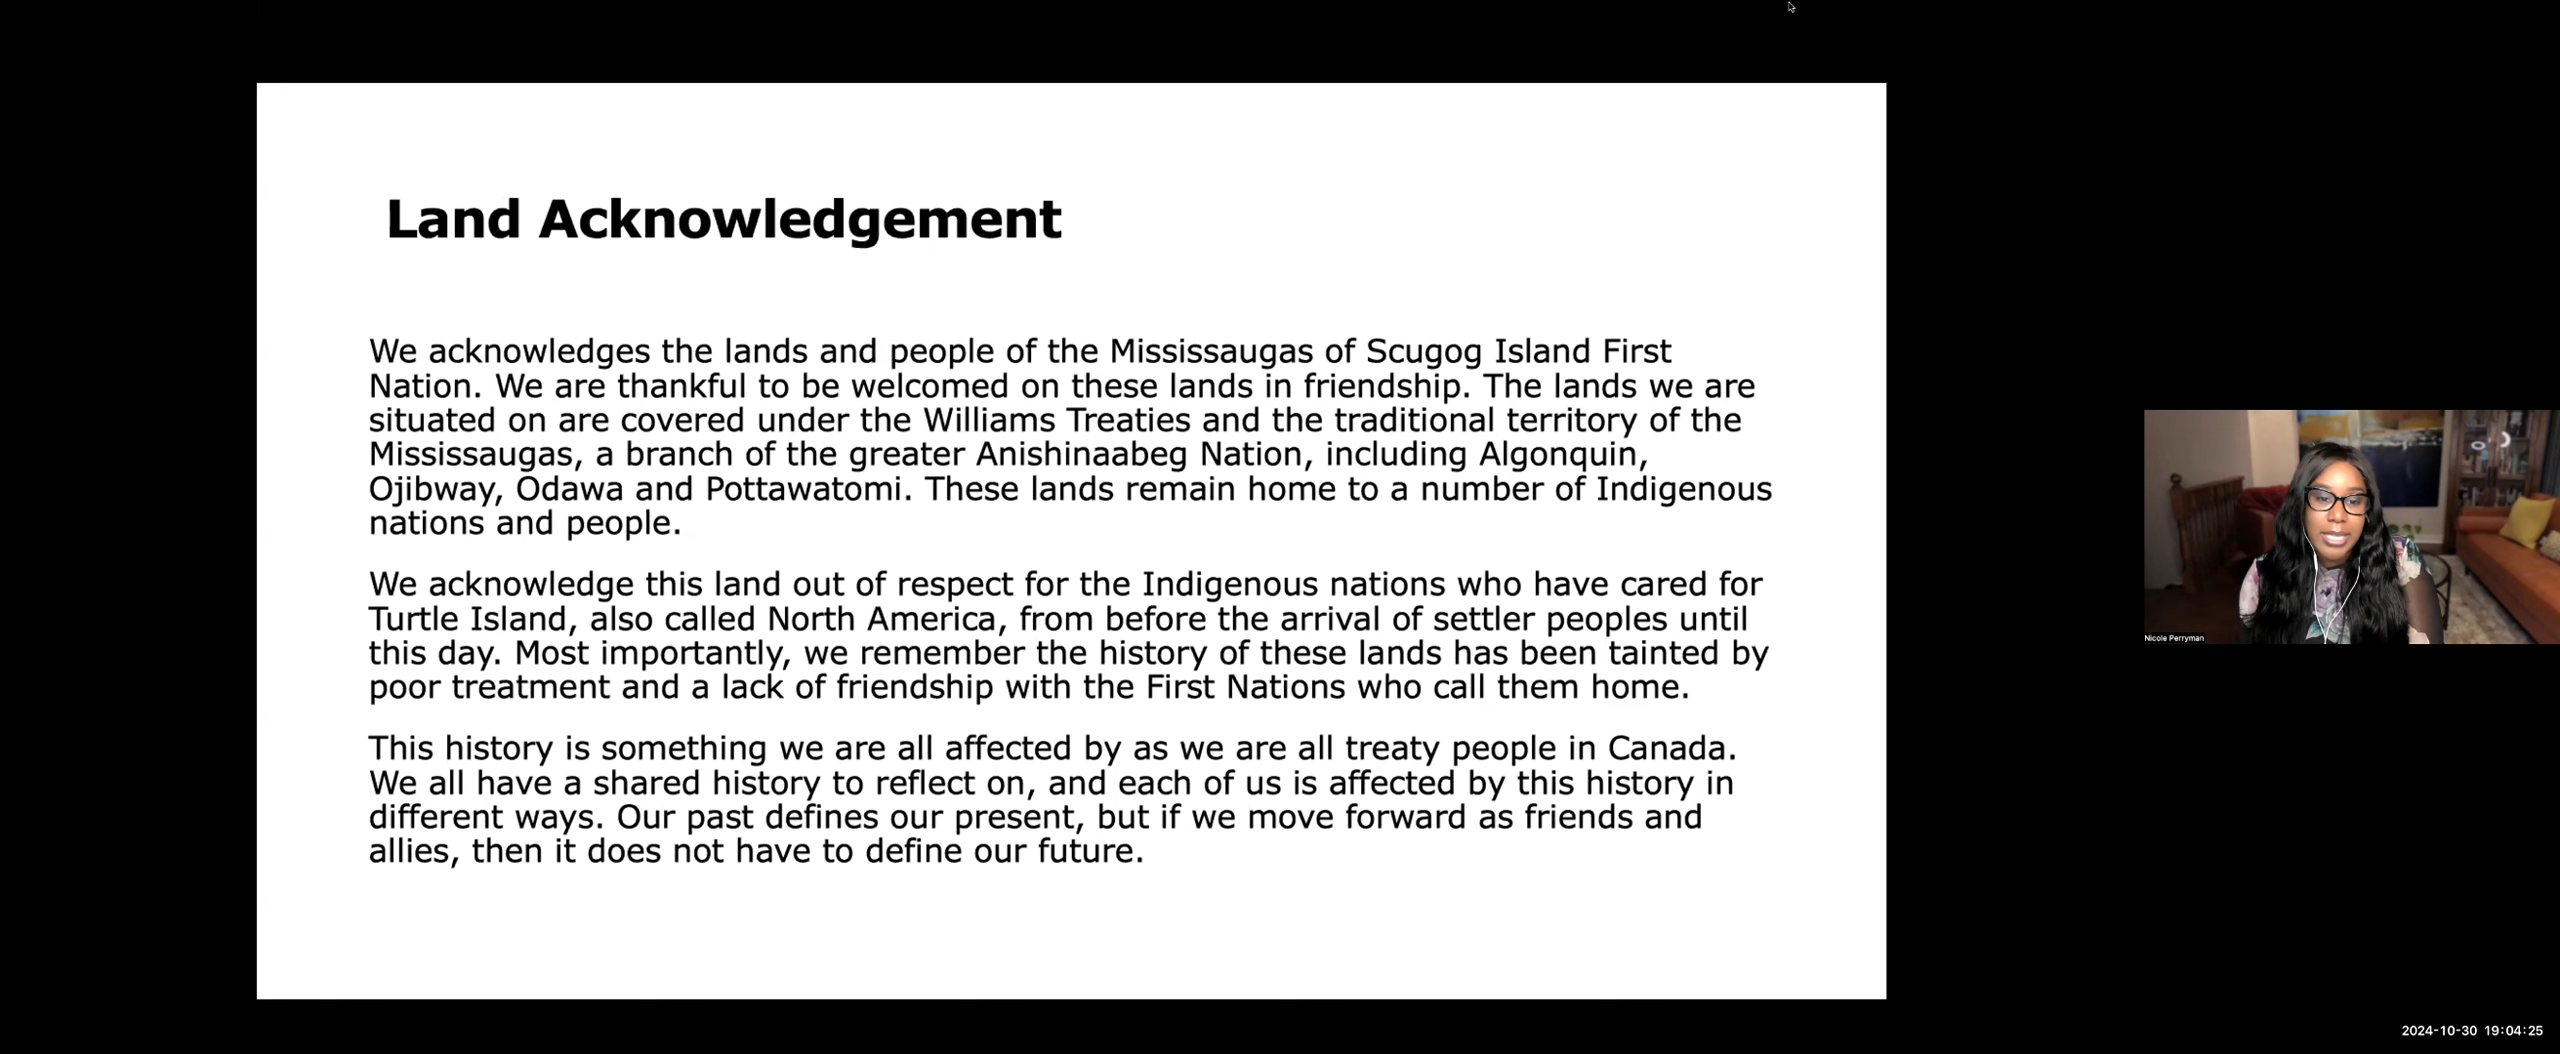 Land Acknowledgement
We acknowledges the lands and people of the Mississaugas of Scugog Island First
Nation. We are thankful to be welcomed on these lands in friendship. The lands we are
situated on are covered under the Williams Treaties and the traditional territory of the
Mississaugas, a branch of the greater Anishinaabeg Nation, including Algonquin,
Ojibway, Odawa and Pottawatomi. These lands remain home to a number of Indigenous
nations and people.
We acknowledge this land out of respect for the Indigenous nations who have cared for
Turtle Island, also called North America, from before the arrival of settler peoples until
this day. Most importantly, we remember the history of these lands has been tainted by
poor treatment and a lack of friendship with the First Nations who call them home.
This history is something we are all affected by as we are all treaty people in Canada.
We all have a shared history to reflect on, and each of us is affected by this history in
different ways. Our past defines our present, but if we move forward as friends and
allies, then it does not have to define our future.
Nicole Perryman
2024-10-30 19:04:25